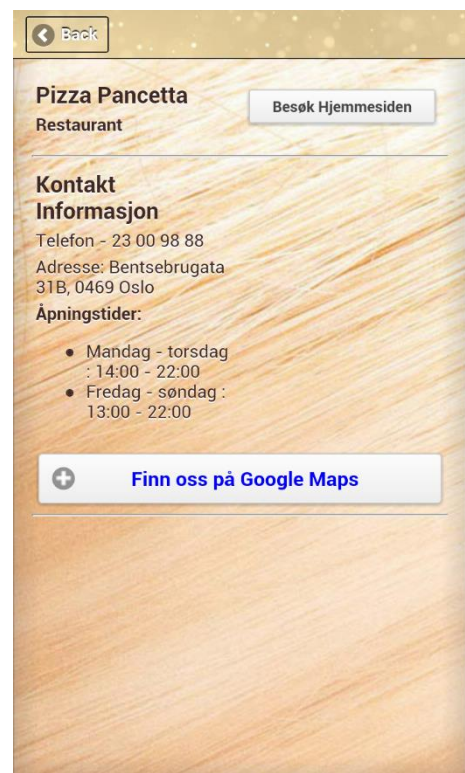 Back
Pizza Pancetta
Besøk Hjemmesiden
Restaurant
Kontakt
Informasjon
Telefon - 23 00 98 88
Adresse: Bentsebrugata
31B, 0469 Oslo
Åpningstider:
Mandag - torsdag
: 14:00 - 22:00
Fredag - søndag :
13:00 - 22:00
Finn oss på Google Maps